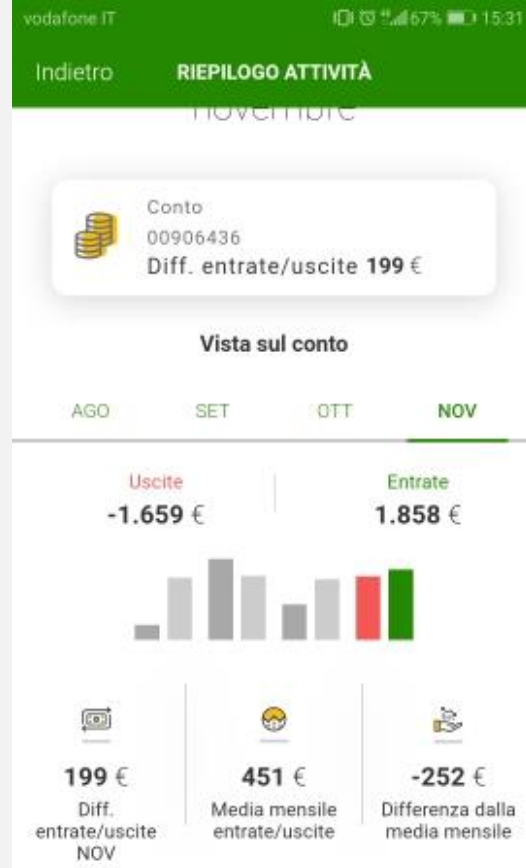 vodafone IT 67% 15:31
Indietro RIEPILOGO ATTIVITÀ
novembre
Conto
00906436
Diff. entrate/uscite 199 €
Vista sul conto
AGO SET OTT NOV
Uscite Entrate
-1.659 € 1.858 €
199 € 451 € -252 €
Diff. Media mensile Differenza dalla
entrate/uscite entrate/uscite media mensile
NOV